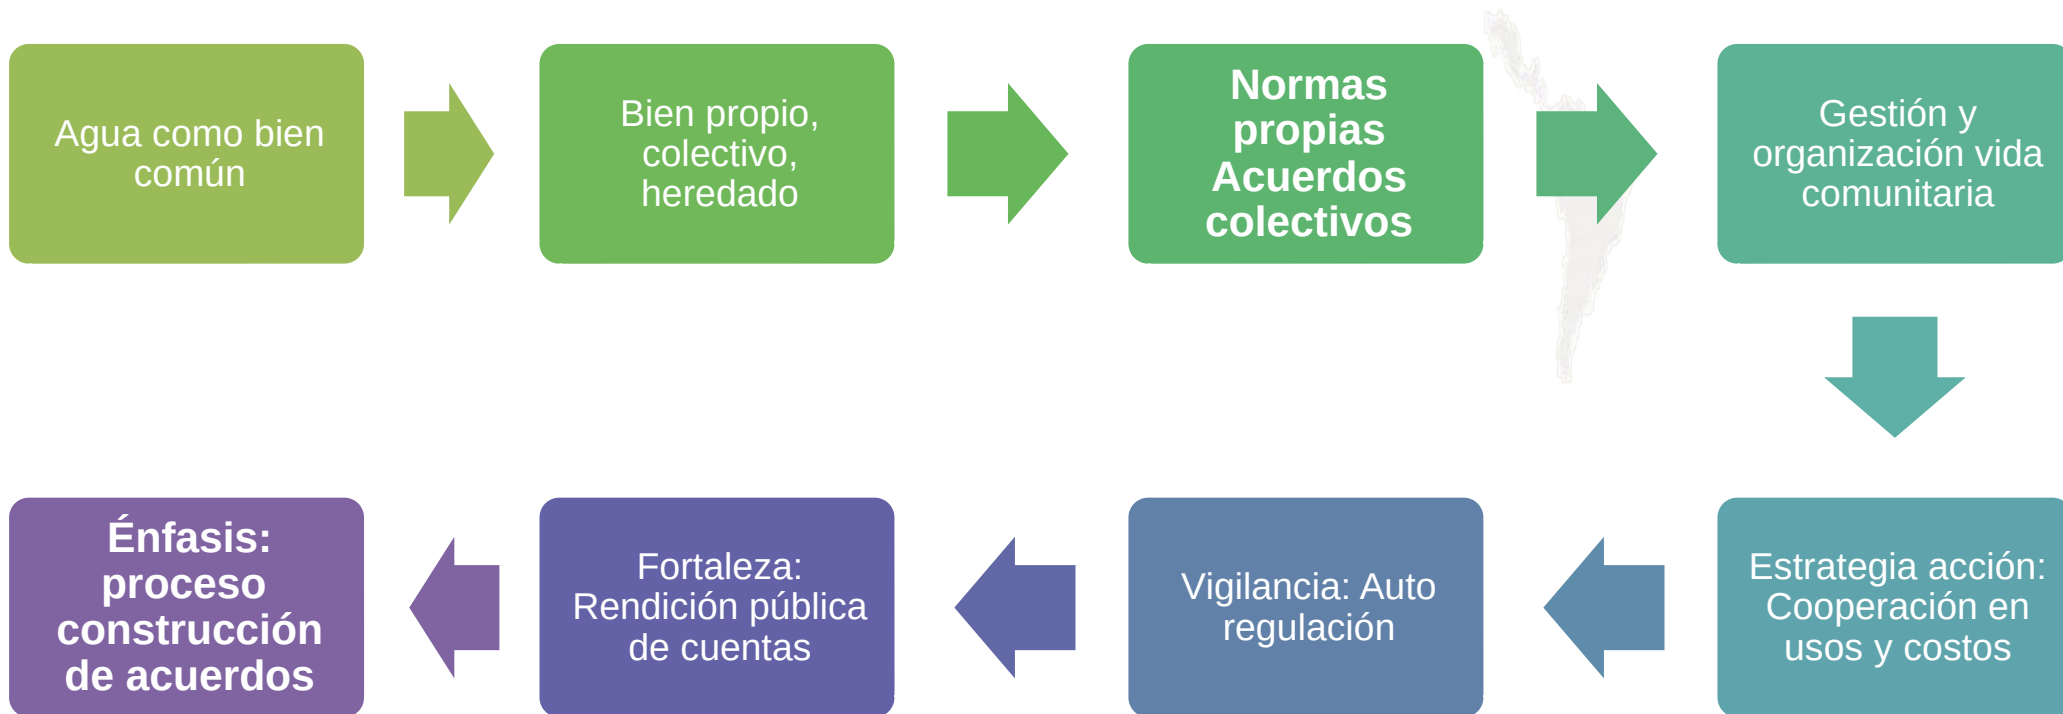 Agua como bien
común
Bien propio,
colectivo,
heredado
Normas
propias
Acuerdos
colectivos
Gestión y
organización vida
comunitaria
Estrategia acción:
Cooperación en
usos y costos
Vigilancia: Auto
regulación
Fortaleza:
Rendición pública
de cuentas
Énfasis:
proceso
construcción
de acuerdos